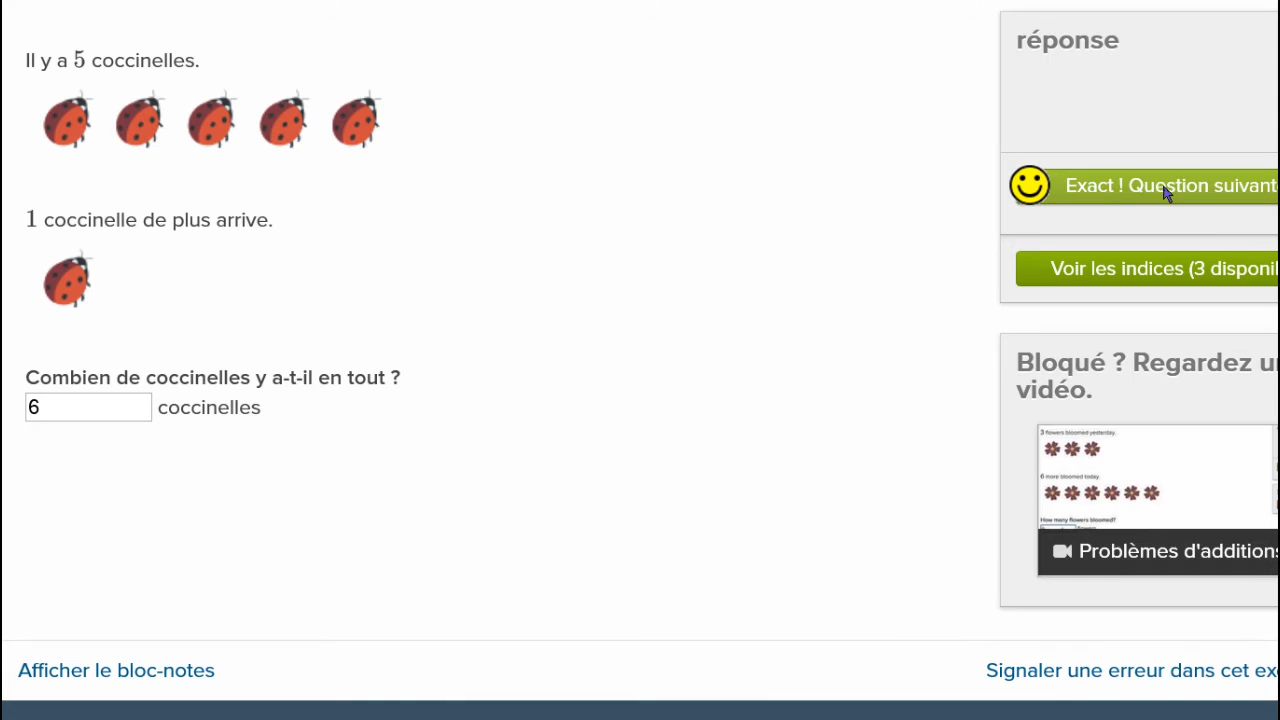 Il y a 5 coccinelles.
1 coccinelle de plus arrive.
Combien de coccinelles y a-t-il en tout ?
6 coccinelles
réponse
Exact ! Question suivant
Voir les indices (3 disponi
Bloqué ? Regardez u
vidéo.
3 flowers bloomed yesterday.
6 more bloomed today.
How many flowers bloomed?
Problèmes d'addition
Afficher le bloc-notes
Signaler une erreur dans cet ex